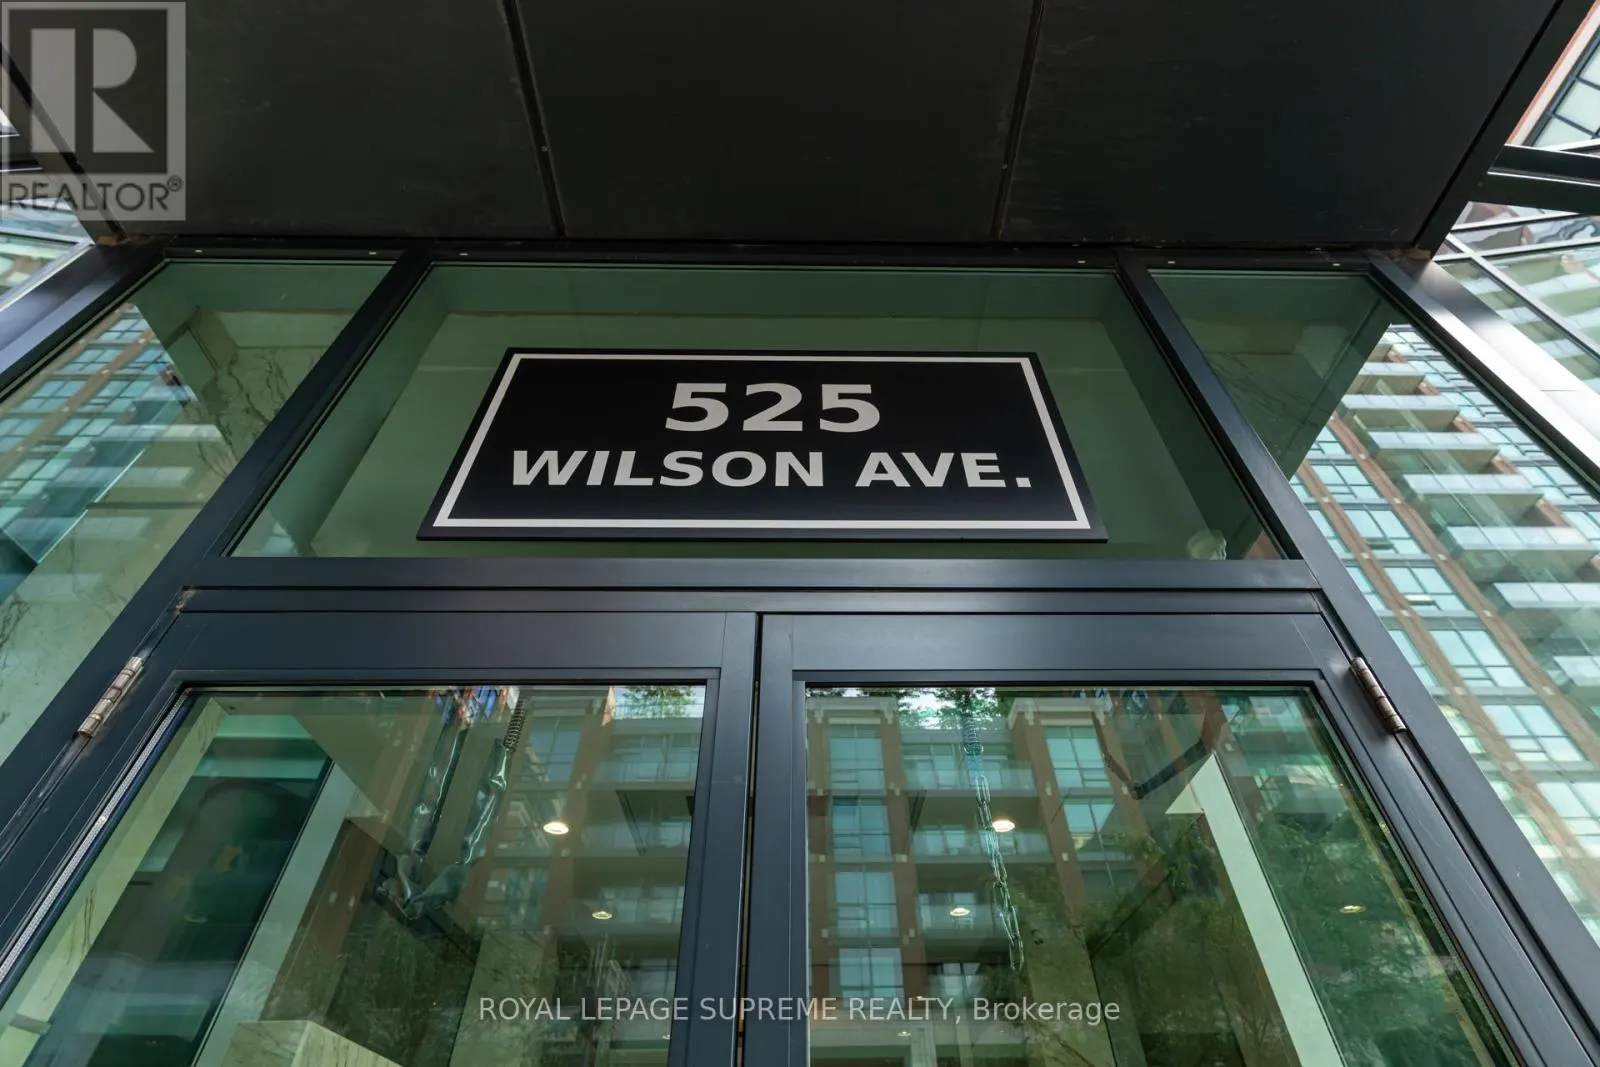 R
REALTOR®
525
WILSON AVE.
ROYAL LEPAGE SUPREME REALTY, Brokerage